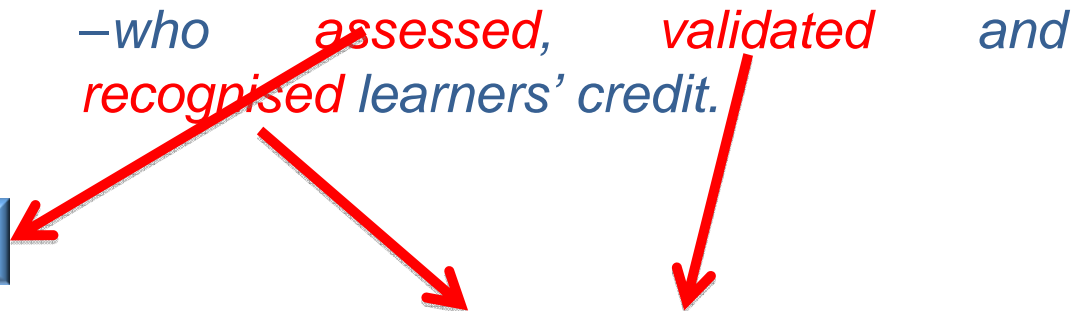 –who assessed, validated and
recognised learners’ credit.